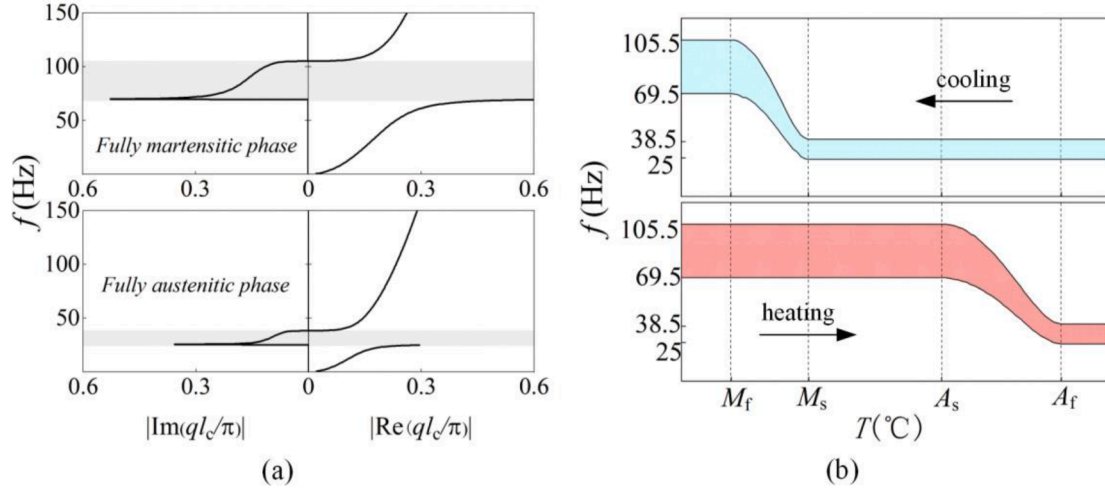 150
100
50
Fully martensitic phase
0.6 0.3 0 0.3 0.6
f (Hz)
150
100
50
Fully austenitic phase
0.6 0.3 0 0.3 0.6
|Im(qlc/π)| |Re(qlc/π)|
(a)
105.5
69.5
38.5
25
cooling
f (Hz)
105.5
69.5
38.5
25
heating
Mf Ms As Af
T(℃)
(b)